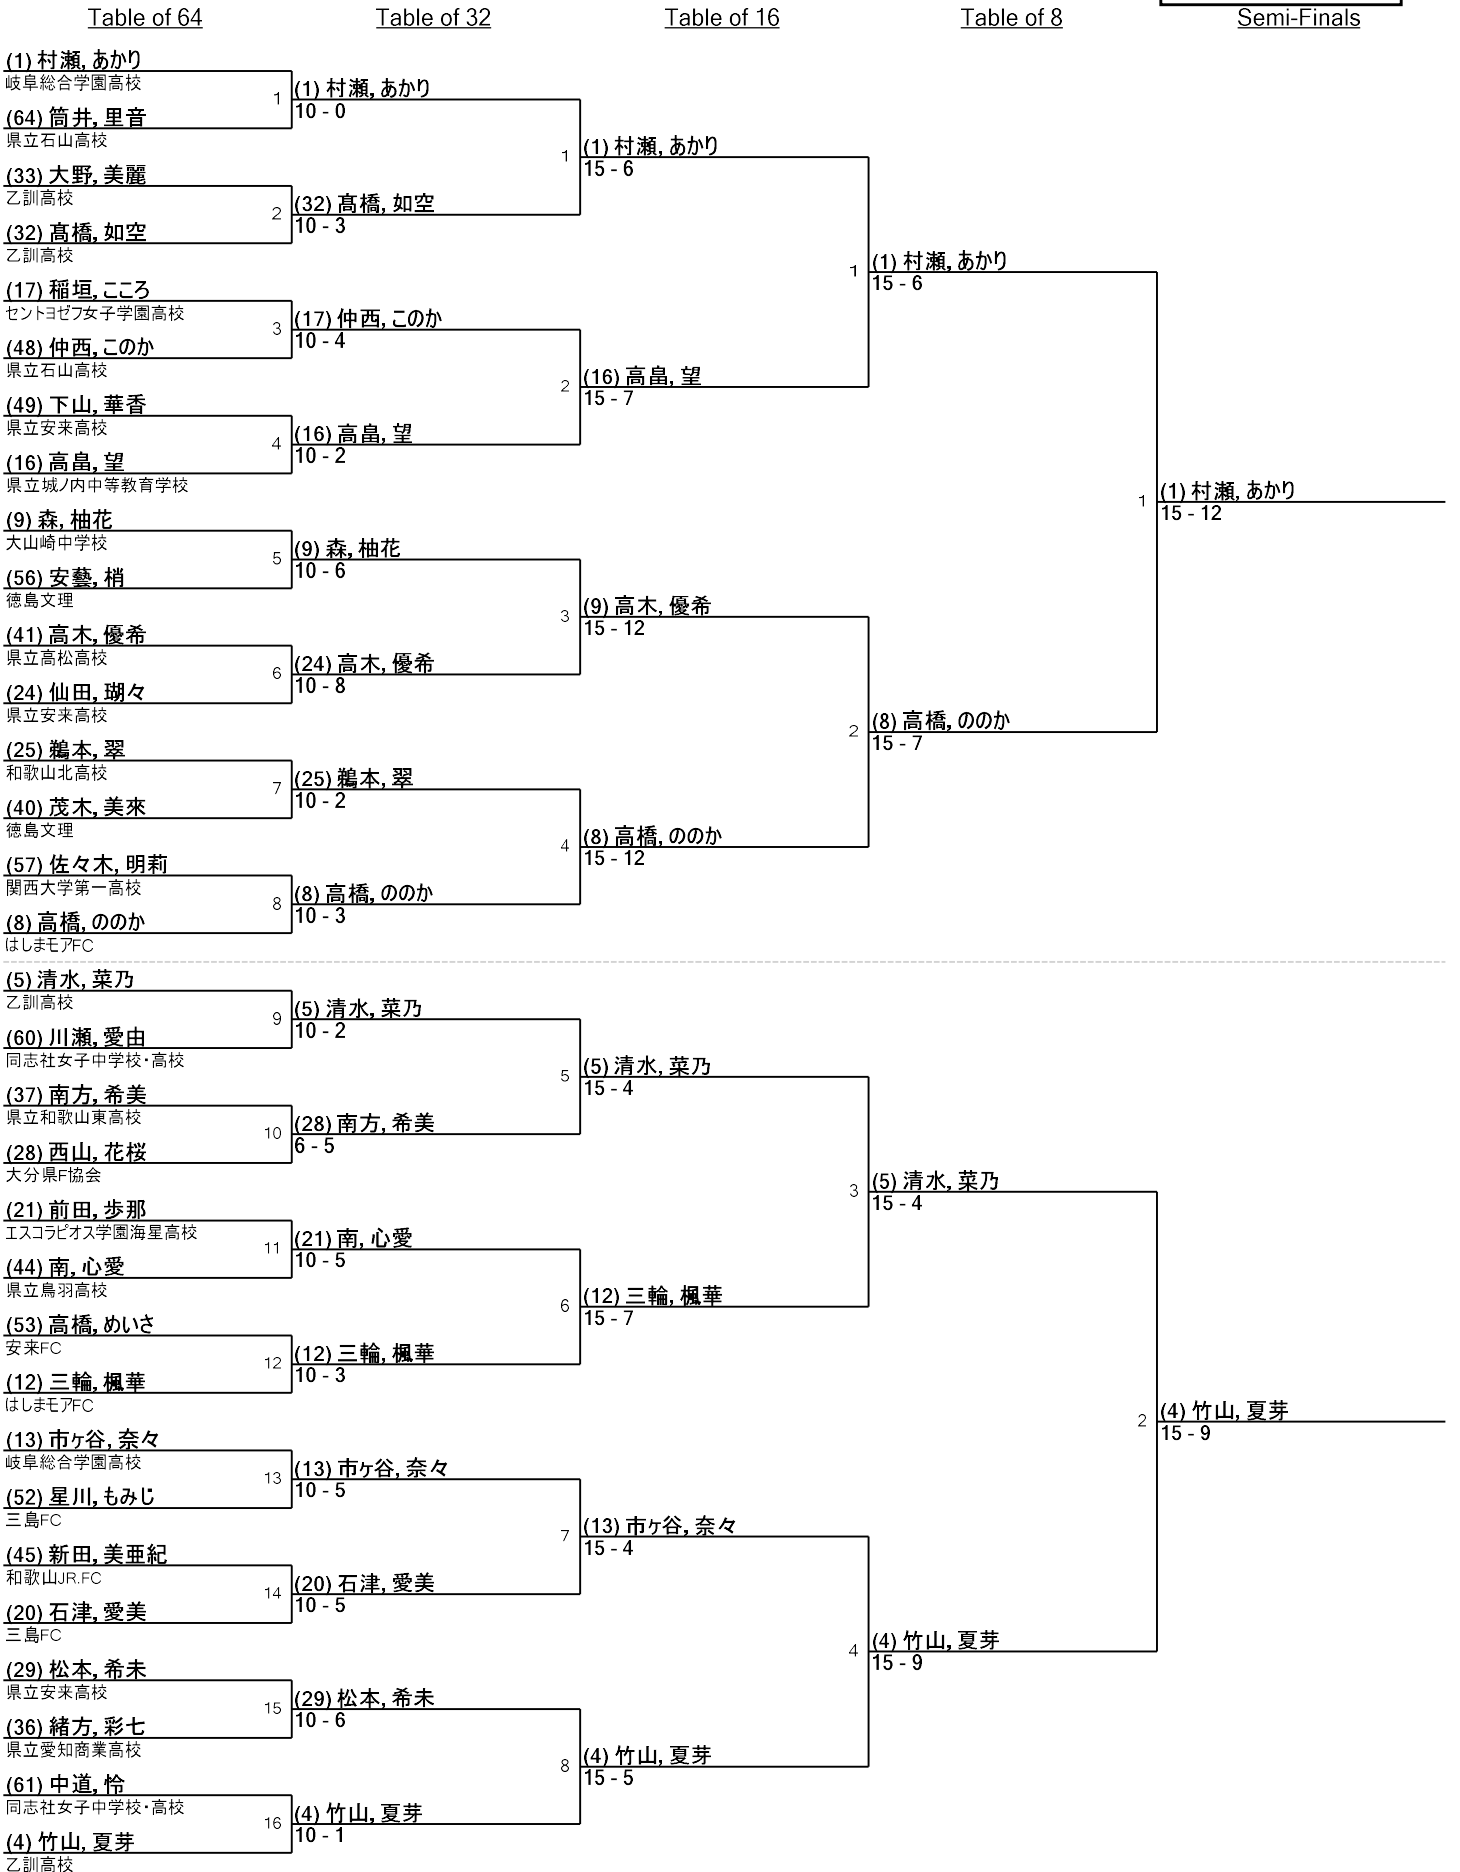 Table of 64
Table of 32
Table of 16
Table of 8
Semi-Finals
(1) 村瀬, あかり
岐阜総合学園高校
1
(64) 筒井, 里音
県立石山高校
(1) 村瀬, あかり
10 - 0
(33) 大野, 美麗
乙訓高校
2
(32) 髙橋, 如空
乙訓高校
(32) 髙橋, 如空
10 - 3
1
(1) 村瀬, あかり
15 - 6
(17) 稲垣, こころ
セントヨゼフ女子学園高校
3
(48) 仲西, このか
県立石山高校
(17) 仲西, このか
10 - 4
(49) 下山, 華香
県立安来高校
4
(16) 高畠, 望
県立城ノ内中等教育学校
(16) 高畠, 望
10 - 2
2
(16) 高畠, 望
15 - 7
1
(1) 村瀬, あかり
15 - 6
(9) 森, 柚花
大山崎中学校
5
(56) 安藝, 梢
徳島文理
(9) 森, 柚花
10 - 6
(41) 高木, 優希
県立高松高校
6
(24) 仙田, 瑚々
県立安来高校
(24) 高木, 優希
10 - 8
3
(9) 高木, 優希
15 - 12
(25) 鵜本, 翠
和歌山北高校
7
(40) 茂木, 美來
徳島文理
(25) 鵜本, 翠
10 - 2
(57) 佐々木, 明莉
関西大学第一高校
8
(8) 高橋, ののか
はしまモアFC
(8) 高橋, ののか
10 - 3
4
(8) 高橋, ののか
15 - 12
2
(8) 高橋, ののか
15 - 7
1
(1) 村瀬, あかり
15 - 12
(5) 清水, 菜乃
乙訓高校
9
(60) 川瀬, 愛由
同志社女子中学校・高校
(5) 清水, 菜乃
10 - 2
(37) 南方, 希美
県立和歌山東高校
10
(28) 西山, 花桜
大分県F協会
(28) 南方, 希美
6 - 5
5
(5) 清水, 菜乃
15 - 4
(21) 前田, 歩那
エスコラピオス学園海星高校
11
(44) 南, 心愛
県立鳥羽高校
(21) 南, 心愛
10 - 5
(53) 高橋, めいさ
安来FC
12
(12) 三輪, 楓華
はしまモアFC
(12) 三輪, 楓華
10 - 3
6
(12) 三輪, 楓華
15 - 7
3
(5) 清水, 菜乃
15 - 4
(13) 市ヶ谷, 奈々
岐阜総合学園高校
13
(52) 星川, もみじ
三島FC
(13) 市ヶ谷, 奈々
10 - 5
(45) 新田, 美亜紀
和歌山JR.FC
14
(20) 石津, 愛美
三島FC
(20) 石津, 愛美
10 - 5
7
(13) 市ヶ谷, 奈々
15 - 4
(29) 松本, 希未
県立安来高校
15
(36) 緒方, 彩七
県立愛知商業高校
(29) 松本, 希未
10 - 6
(61) 中道, 怜
同志社女子中学校・高校
16
(4) 竹山, 夏芽
乙訓高校
(4) 竹山, 夏芽
10 - 1
8
(4) 竹山, 夏芽
15 - 5
4
(4) 竹山, 夏芽
15 - 9
2
(4) 竹山, 夏芽
15 - 9